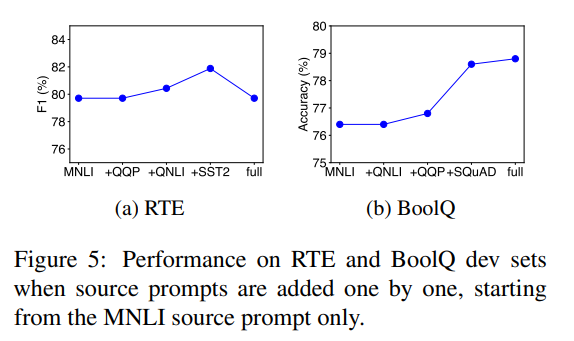 84
82
80
78
76
F1 (%)
MNLI +QQP +QNLI +SST2 full
(a) RTE
80
79
78
77
76
75
Accuracy (%)
MNLI +QNLI +QQP +SQuAD full
(b) BoolQ
Figure 5: Performance on RTE and BoolQ dev sets
when source prompts are added one by one, starting
from the MNLI source prompt only.